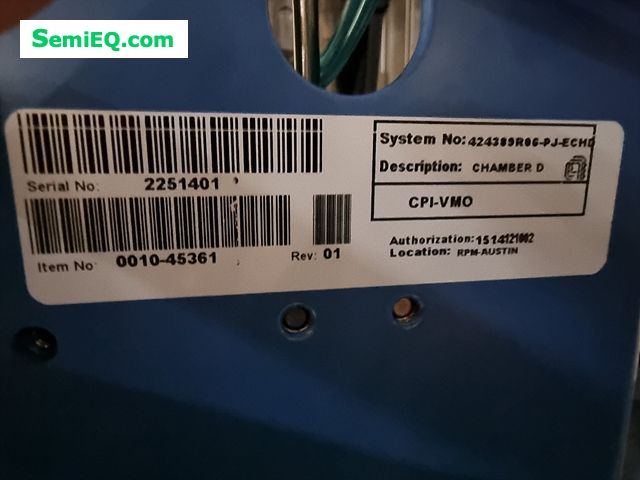 SemiEQ.com
Serial No: 2251401
Item No: 0010-45361 Rev: 01
System No: 424389R06-PJ-ECHD
Description: CHAMBER D
CPI-VMO
Authorization: 1514121002
Location: RPM-AUSTIN